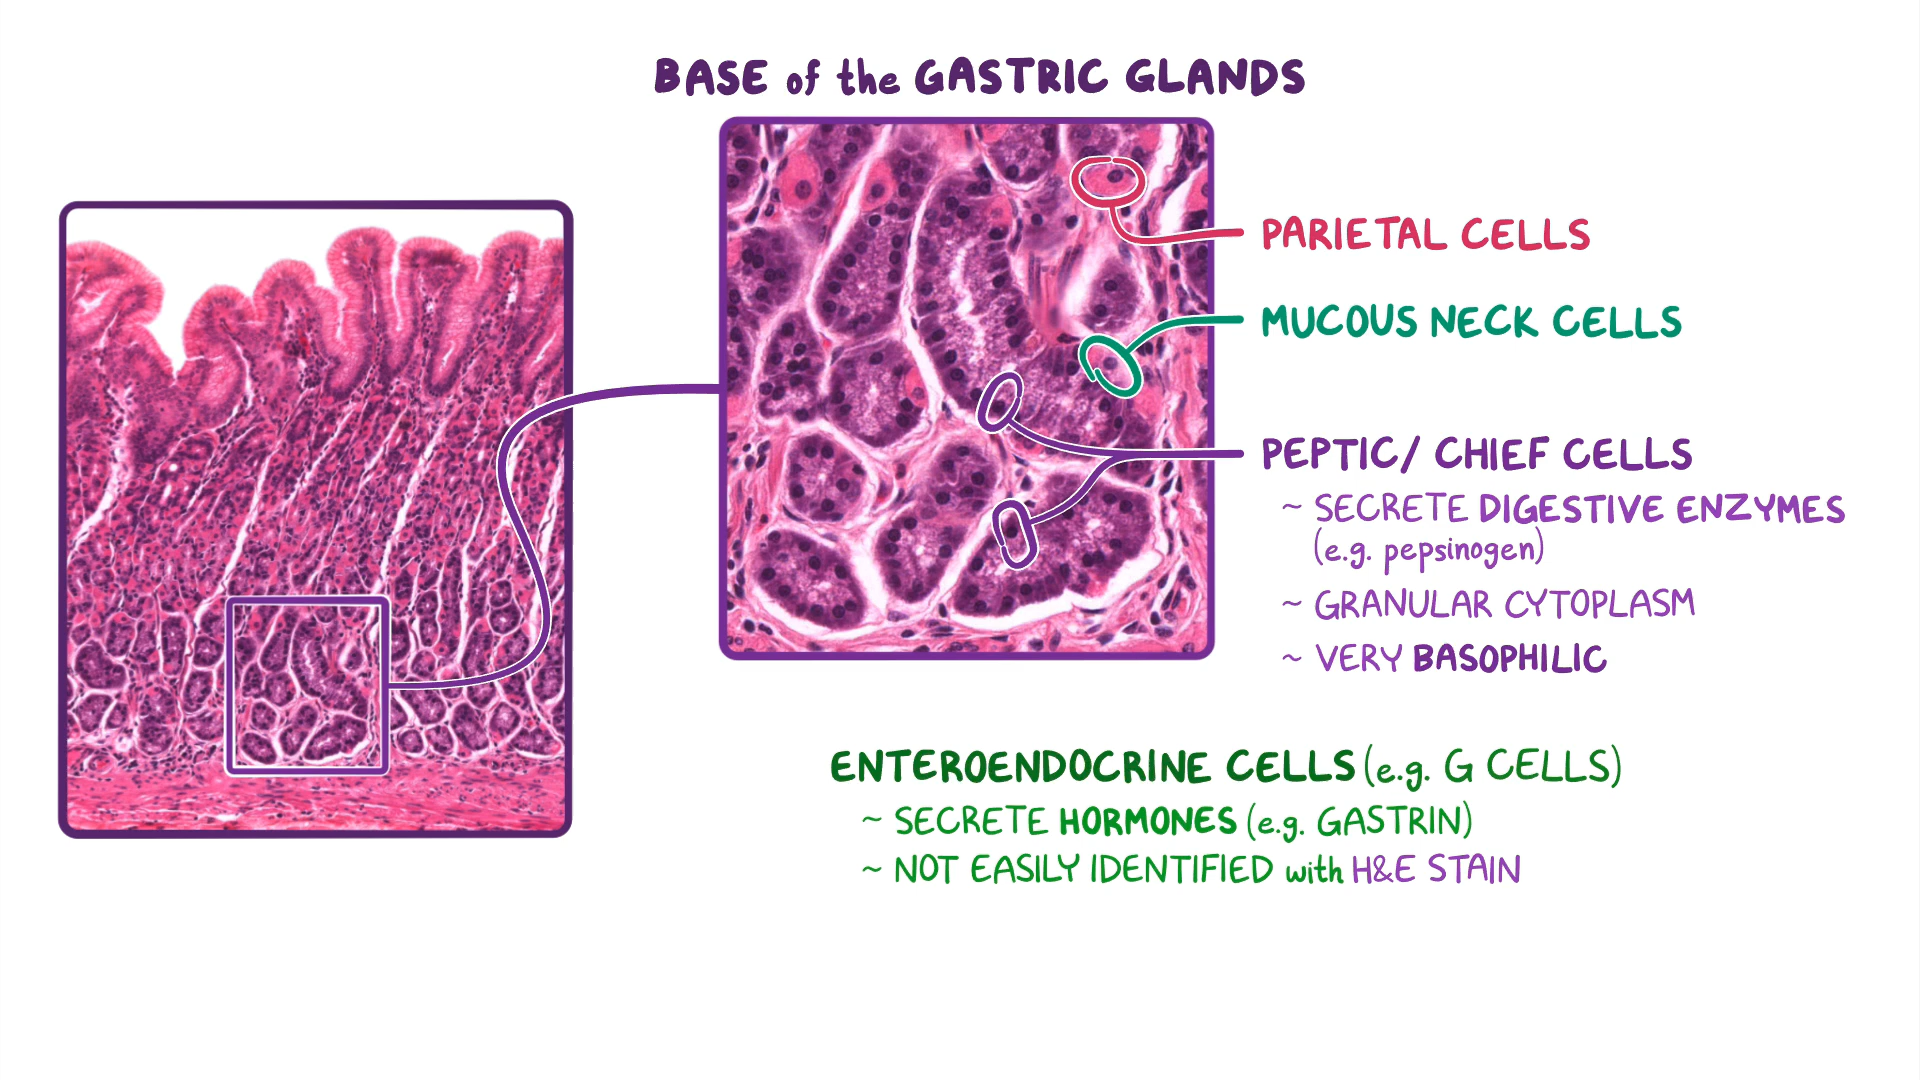 BASE of the GASTRIC GLANDS
PARIETAL CELLS
MUCOUS NECK CELLS
PEPTIC/ CHIEF CELLS
~ SECRETE DIGESTIVE ENZYMES
(e.g. pepsinogen)
~ GRANULAR CYTOPLASM
~ VERY BASOPHILIC
ENTEROENDOCRINE CELLS (e.g. G CELLS)
~ SECRETE HORMONES (e.g. GASTRIN)
~ NOT EASILY IDENTIFIED with H&E STAIN